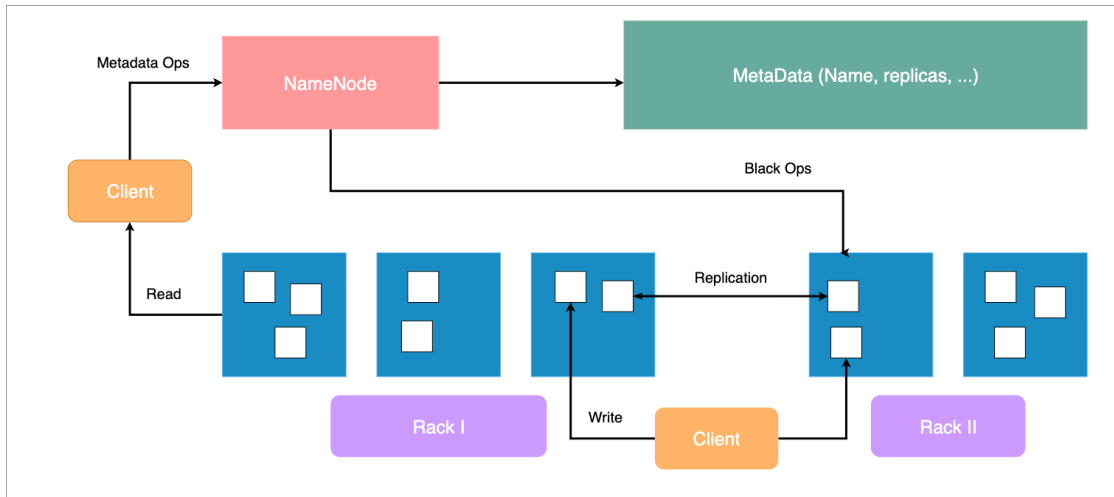 Metadata Ops
NameNode
MetaData (Name, replicas, ...)
Client
Black Ops
Read
Replication
Rack I
Write
Client
Rack II